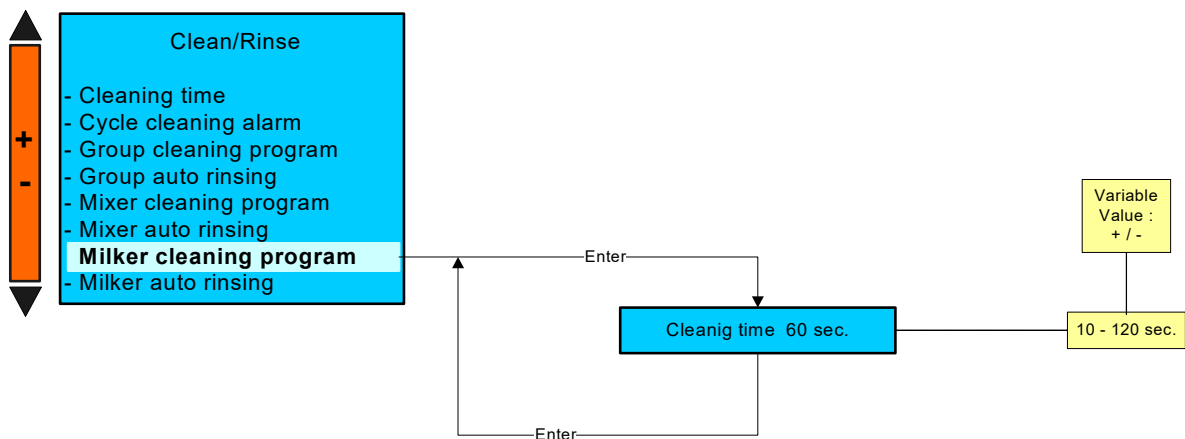 Clean/Rinse
- Cleaning time
- Cycle cleaning alarm
- Group cleaning program
- Group auto rinsing
- Mixer cleaning program
- Mixer auto rinsing
Milker cleaning program
- Milker auto rinsing
+
-
Enter
Cleanig time 60 sec.
Variable
Value :
+ / -
10 - 120 sec.
Enter